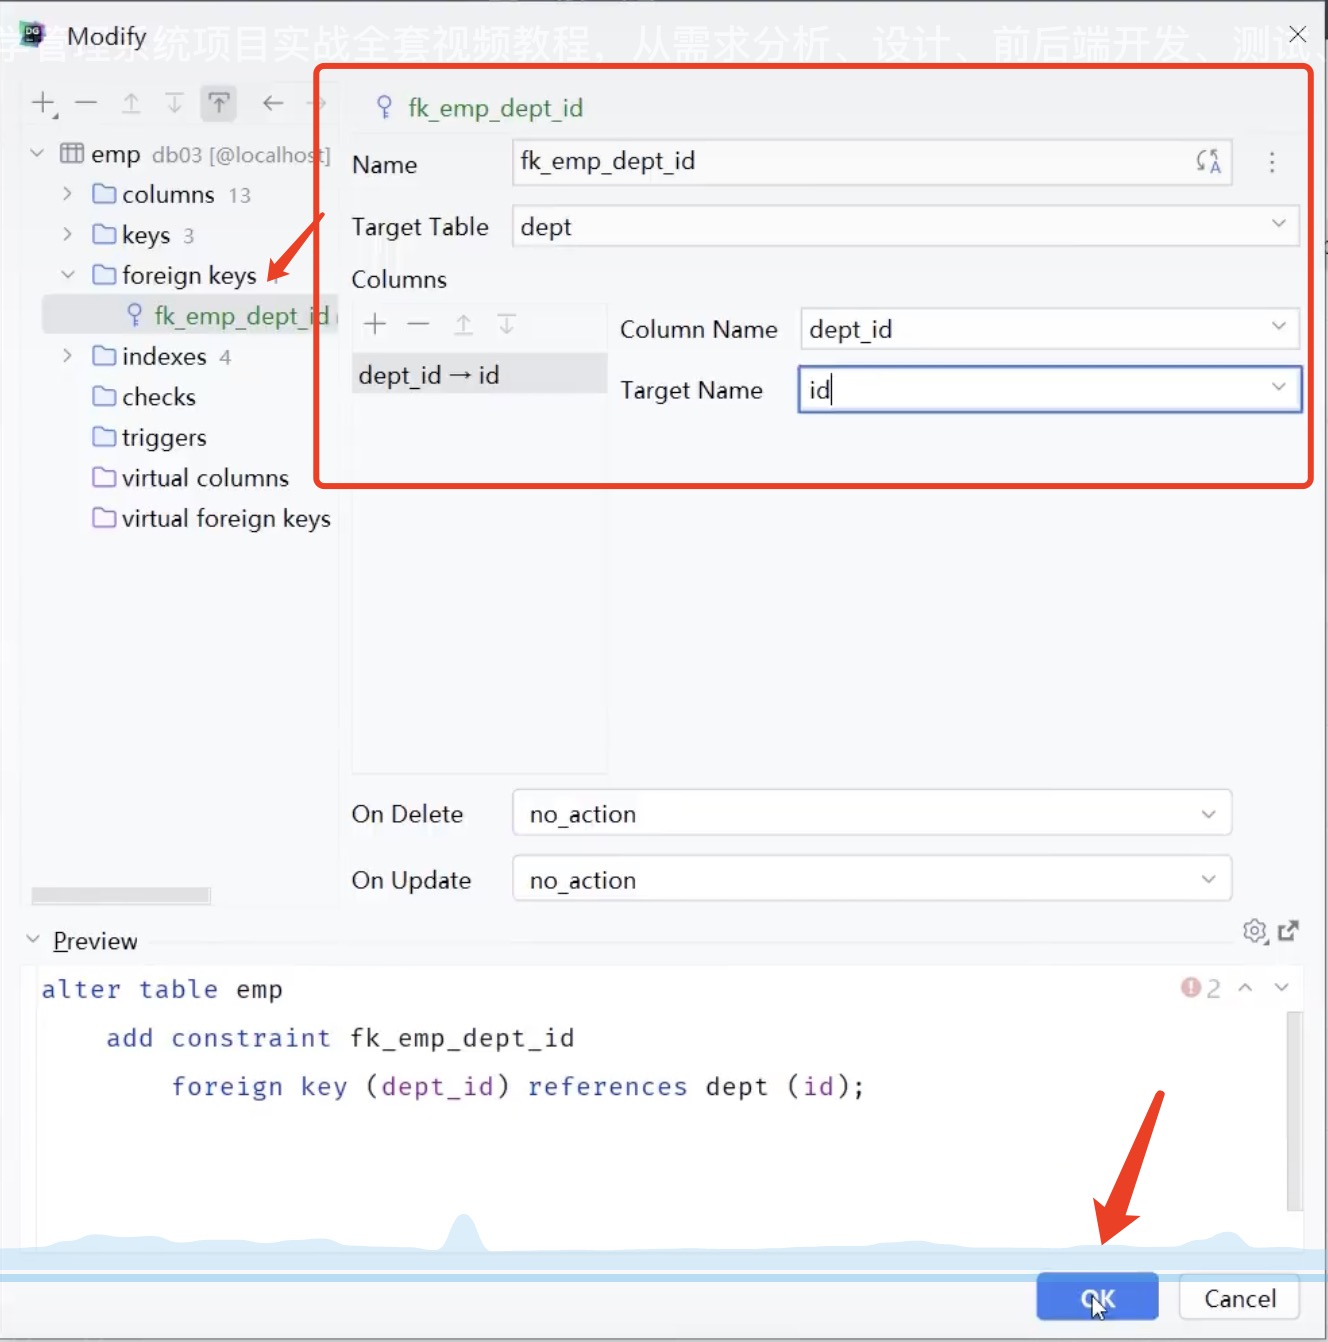 Modify
学管理系统项目实战全套视频教程 从需求分析、设计、前后端开发、测试、
emp db03 [@localhost]
columns 13
keys 3
foreign keys
fk_emp_dept_id
indexes 4
checks
triggers
virtual columns
virtual foreign keys
fk_emp_dept_id
Name fk_emp_dept_id
Target Table dept
Columns
dept_id → id
Column Name dept_id
Target Name id
On Delete no_action
On Update no_action
Preview
alter table emp
add constraint fk_emp_dept_id
foreign key (dept_id) references dept (id);
2
OK Cancel